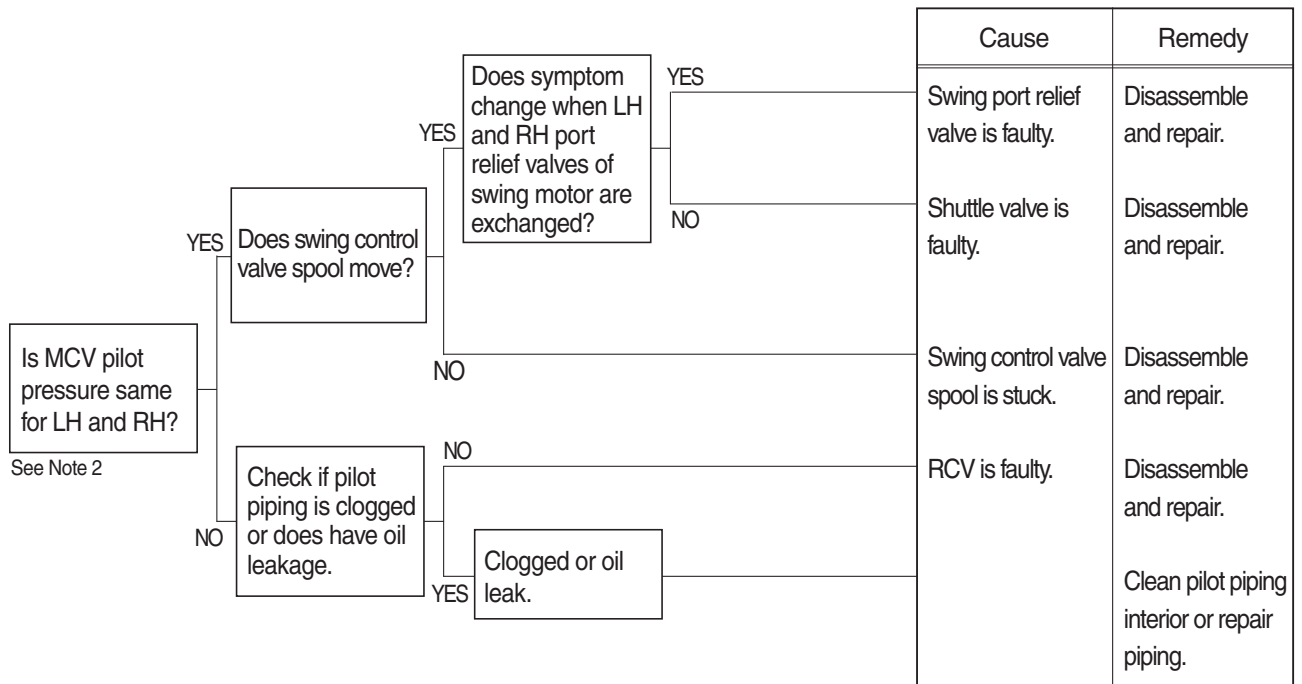 Cause
Remedy
Does symptom
change when LH
and RH port
relief valves of
swing motor are
exchanged?
YES
YES
NO
Swing port relief
valve is faulty.
Disassemble
and repair.
Shuttle valve is
faulty.
Disassemble
and repair.
YES
Does swing control
valve spool move?
NO
Swing control valve
spool is stuck.
Disassemble
and repair.
Is MCV pilot
pressure same
for LH and RH?
See Note 2
NO
Check if pilot
piping is clogged
or does have oil
leakage.
NO
RCV is faulty.
Disassemble
and repair.
YES
Clogged or oil
leak.
Clean pilot piping
interior or repair
piping.